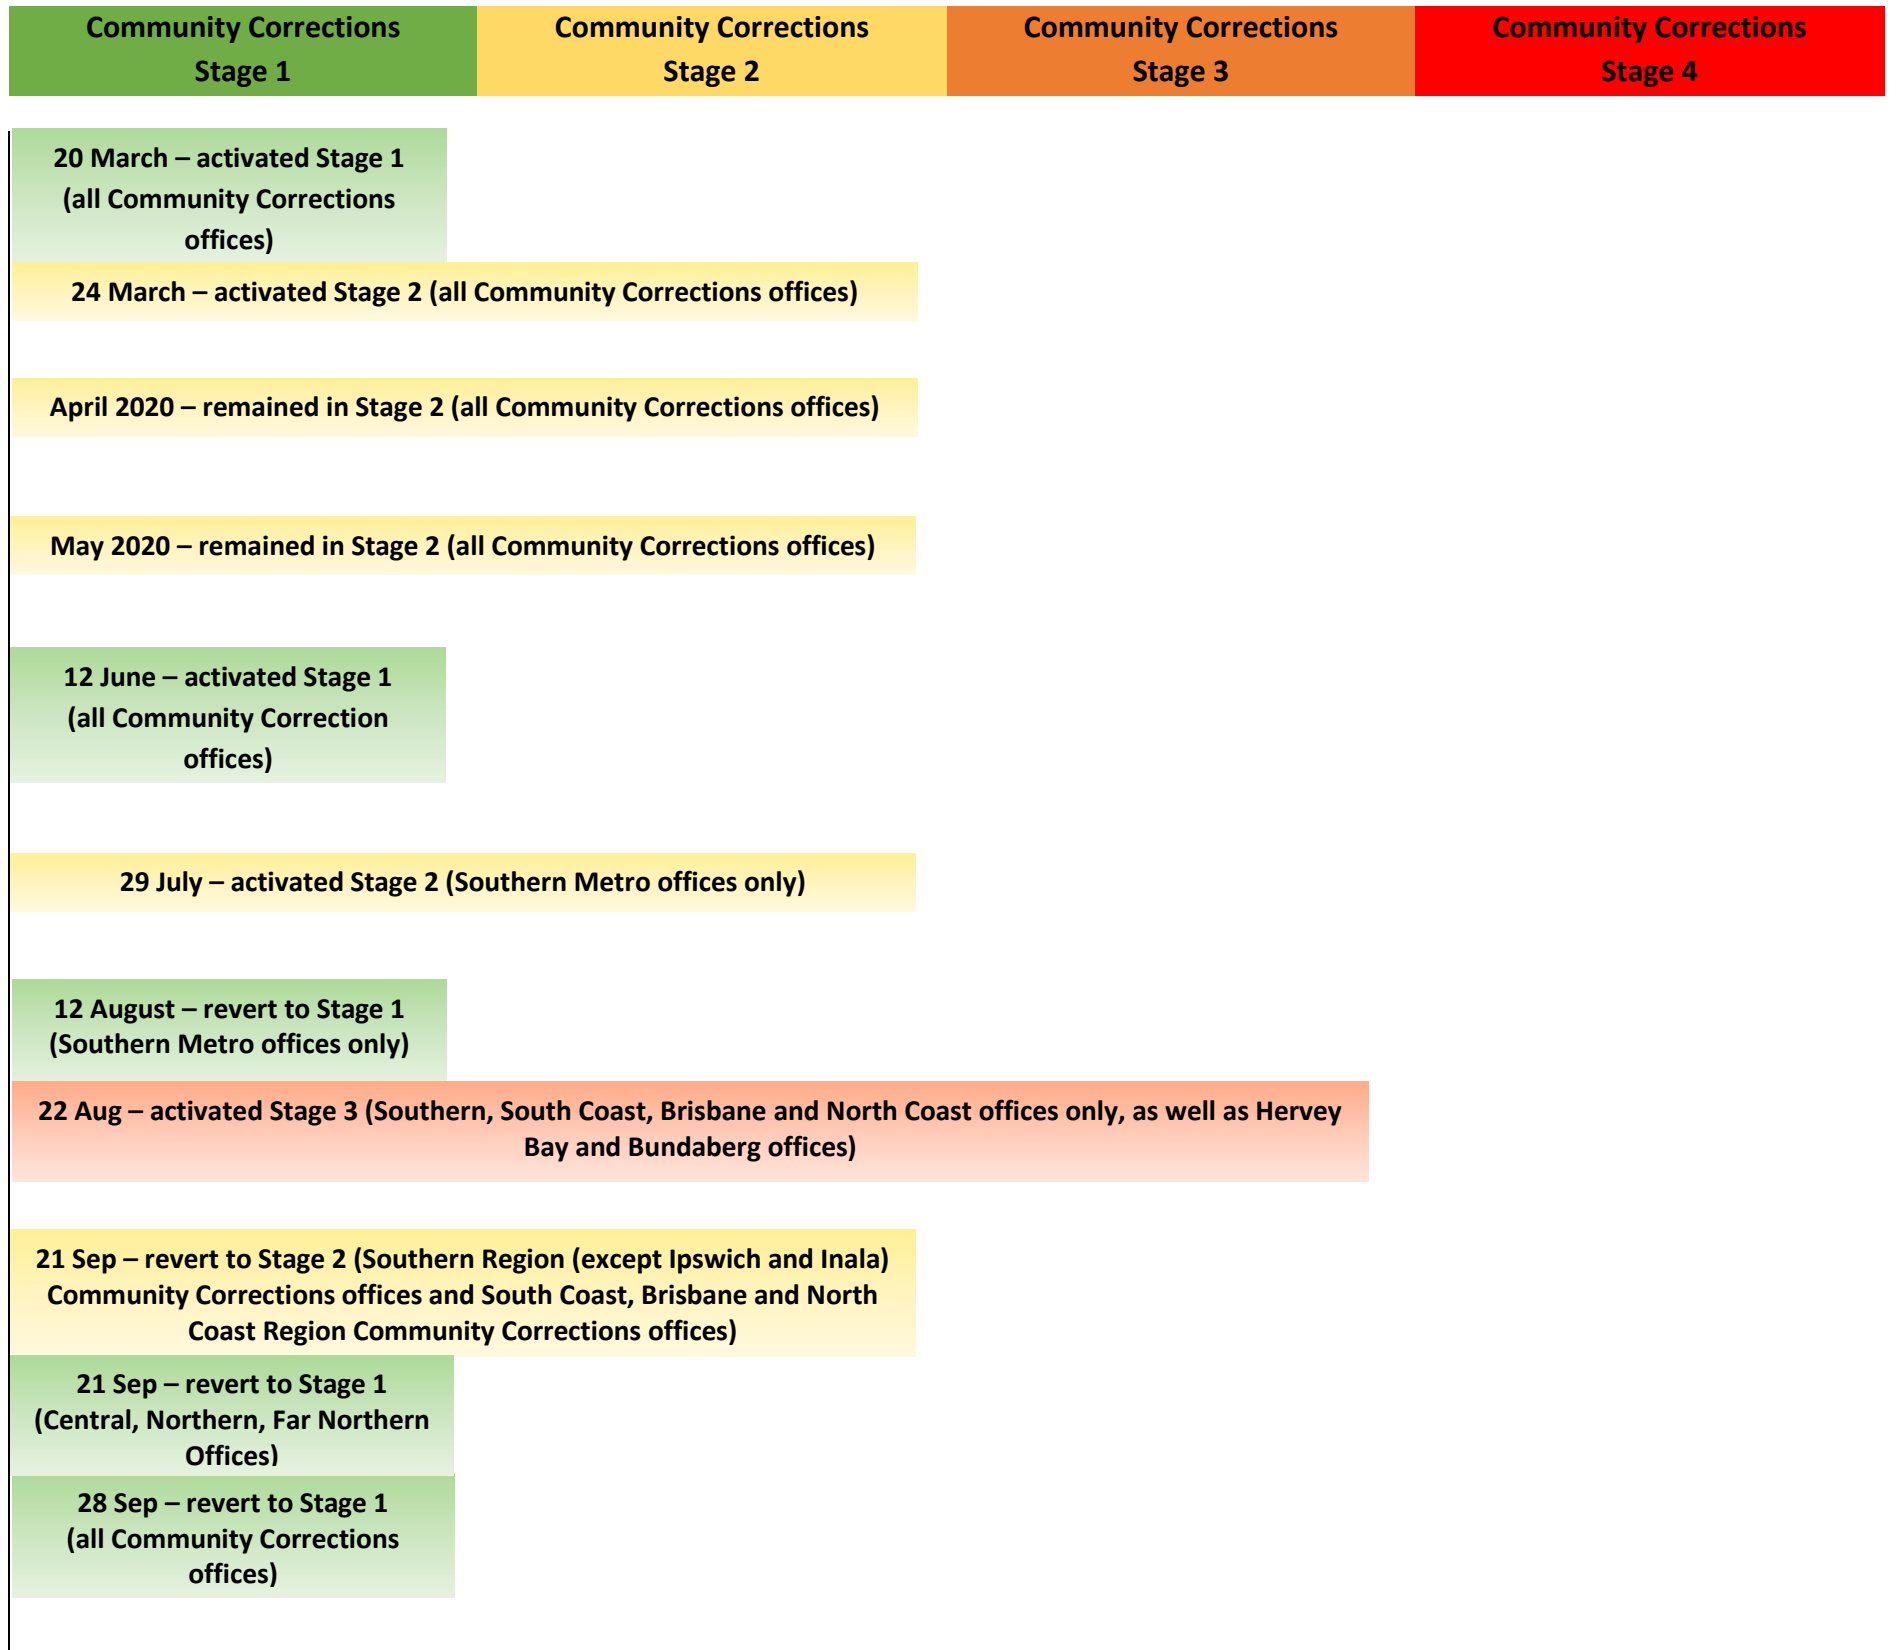 Community Corrections
Stage 1
Community Corrections
Stage 2
Community Corrections
Stage 3
Community Corrections
Stage 4
20 March – activated Stage 1
(all Community Corrections
offices)
24 March – activated Stage 2 (all Community Corrections offices)
April 2020 – remained in Stage 2 (all Community Corrections offices)
May 2020 – remained in Stage 2 (all Community Corrections offices)
12 June – activated Stage 1
(all Community Correction
offices)
29 July – activated Stage 2 (Southern Metro offices only)
12 August – revert to Stage 1
(Southern Metro offices only)
22 Aug – activated Stage 3 (Southern, South Coast, Brisbane and North Coast offices only, as well as Hervey
Bay and Bundaberg offices)
21 Sep – revert to Stage 2 (Southern Region (except Ipswich and Inala)
Community Corrections offices and South Coast, Brisbane and North
Coast Region Community Corrections offices)
21 Sep – revert to Stage 1
(Central, Northern, Far Northern
Offices)
28 Sep – revert to Stage 1
(all Community Corrections
offices)